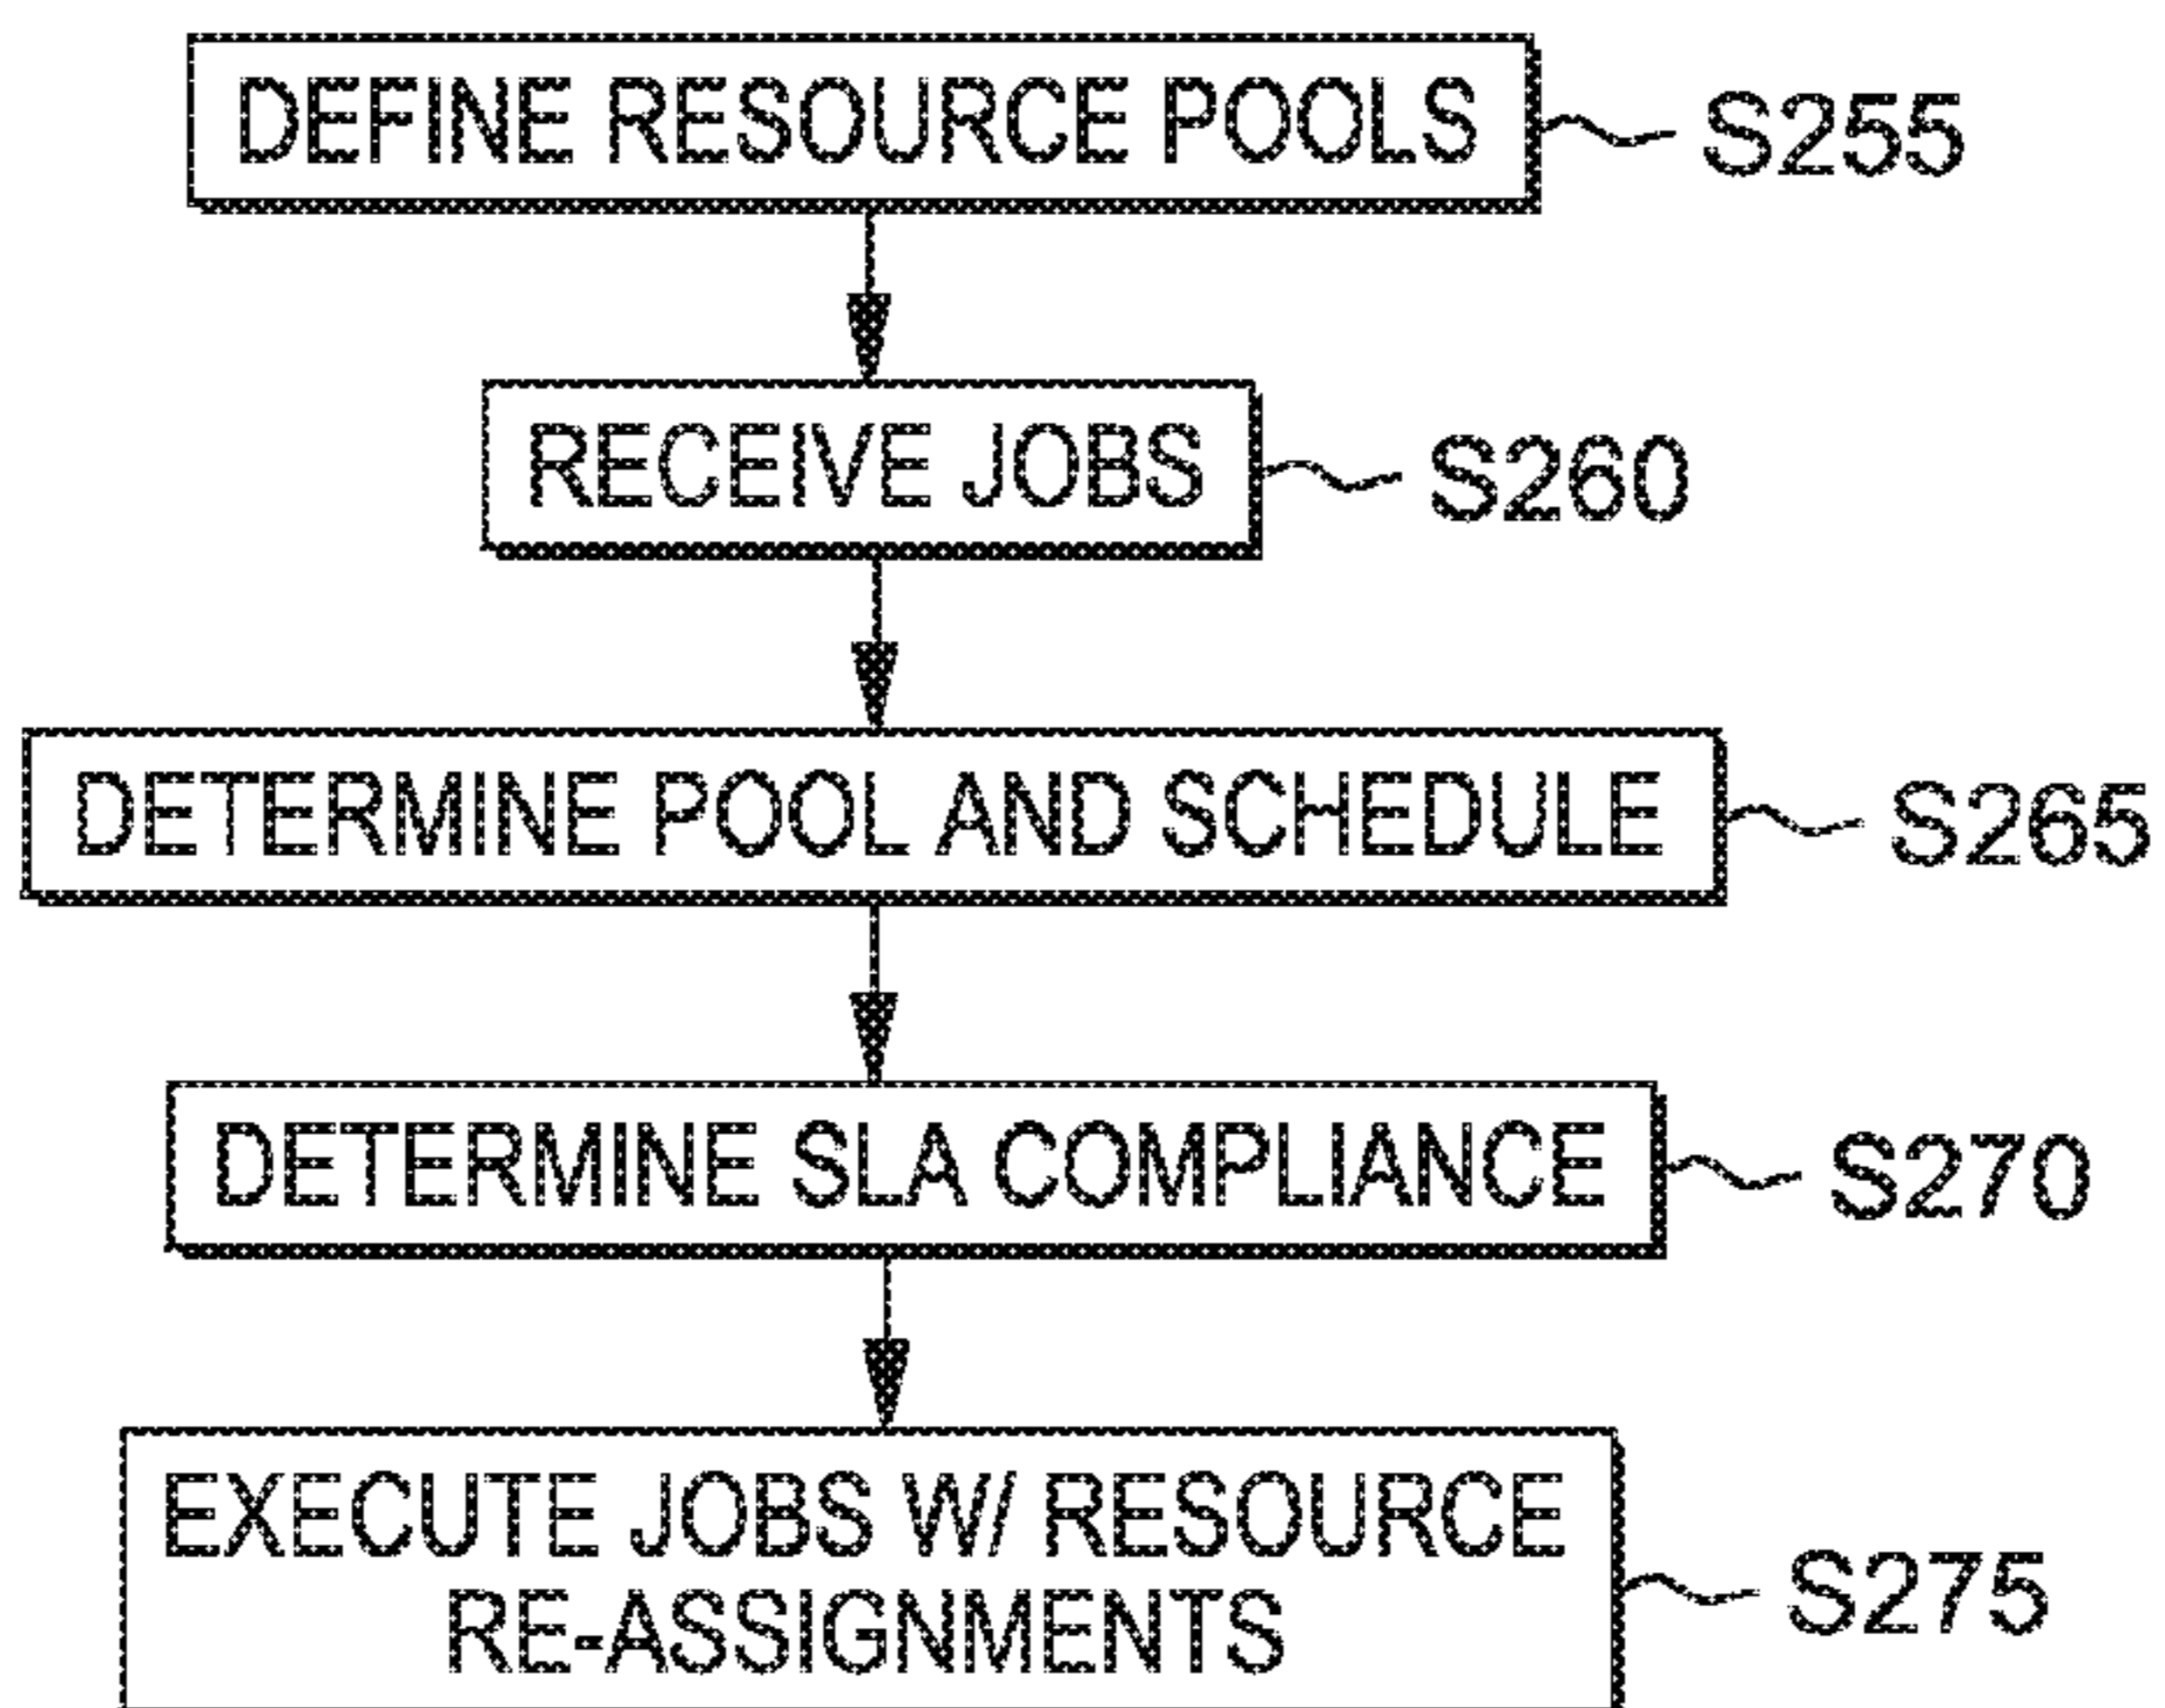 DEFINE RESOURCE POOLS
S255
RECEIVE JOBS
S260
DETERMINE POOL AND SCHEDULE
S265
DETERMINE SLA COMPLIANCE
S270
EXECUTE JOBS W/ RESOURCE
RE-ASSIGNMENTS
S275